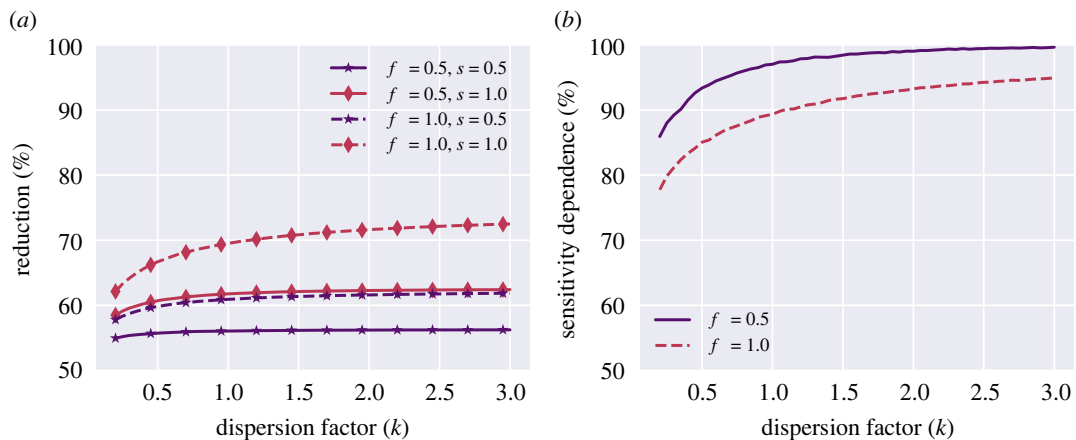 (a)
reduction (%)
100
90
80
70
60
50
f = 0.5, s = 0.5
f = 0.5, s = 1.0
f = 1.0, s = 0.5
f = 1.0, s = 1.0
0.5 1.0 1.5 2.0 2.5 3.0
dispersion factor (k)
(b)
sensitivity dependence (%)
100
90
80
70
60
50
f = 0.5
f = 1.0
0.5 1.0 1.5 2.0 2.5 3.0
dispersion factor (k)